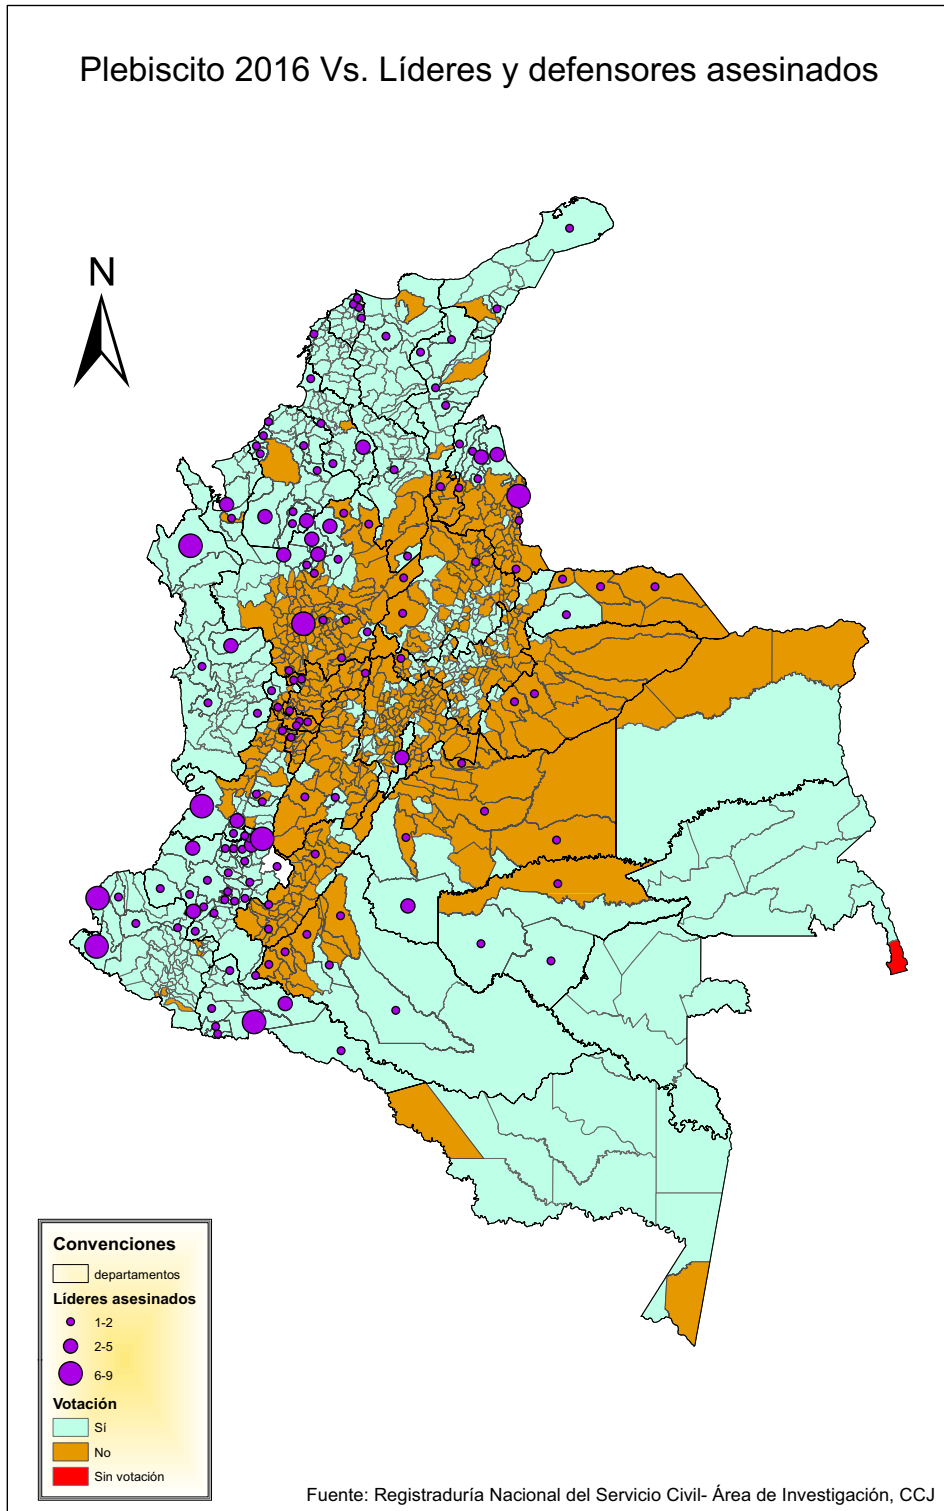 Plebiscito 2016 Vs. Líderes y defensores asesinados
N
Convenciones
departamentos
Líderes asesinados
1-2
2-5
6-9
Votación
Sí
No
Sin votación
Fuente: Registraduría Nacional del Servicio Civil- Área de Investigación, CCJ